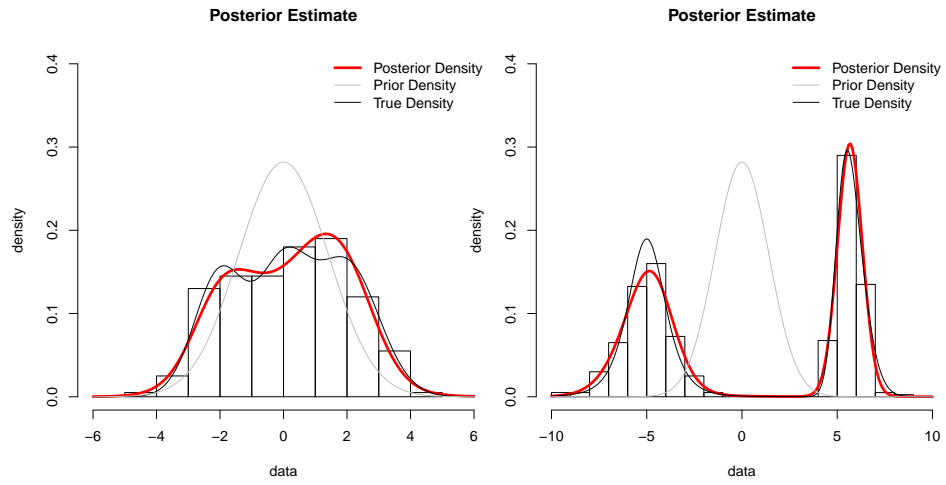 Posterior Estimate
Posterior Density
Prior Density
True Density
density
0.0
0.1
0.2
0.3
0.4
−6 −4 −2 0 2 4 6
data
Posterior Estimate
Posterior Density
Prior Density
True Density
density
0.0
0.1
0.2
0.3
0.4
−10 −5 0 5 10
data